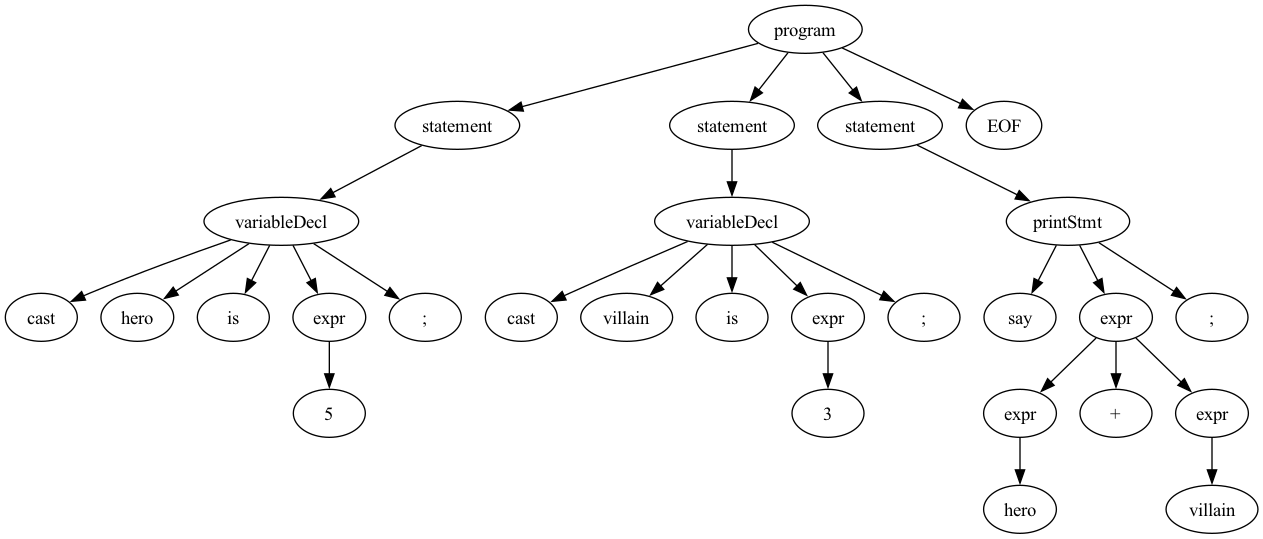 program
statement statement statement EOF
variableDecl variableDecl printStmt
cast hero is expr ; cast villain is expr ; say expr ;
5 3 expr + expr
hero villain